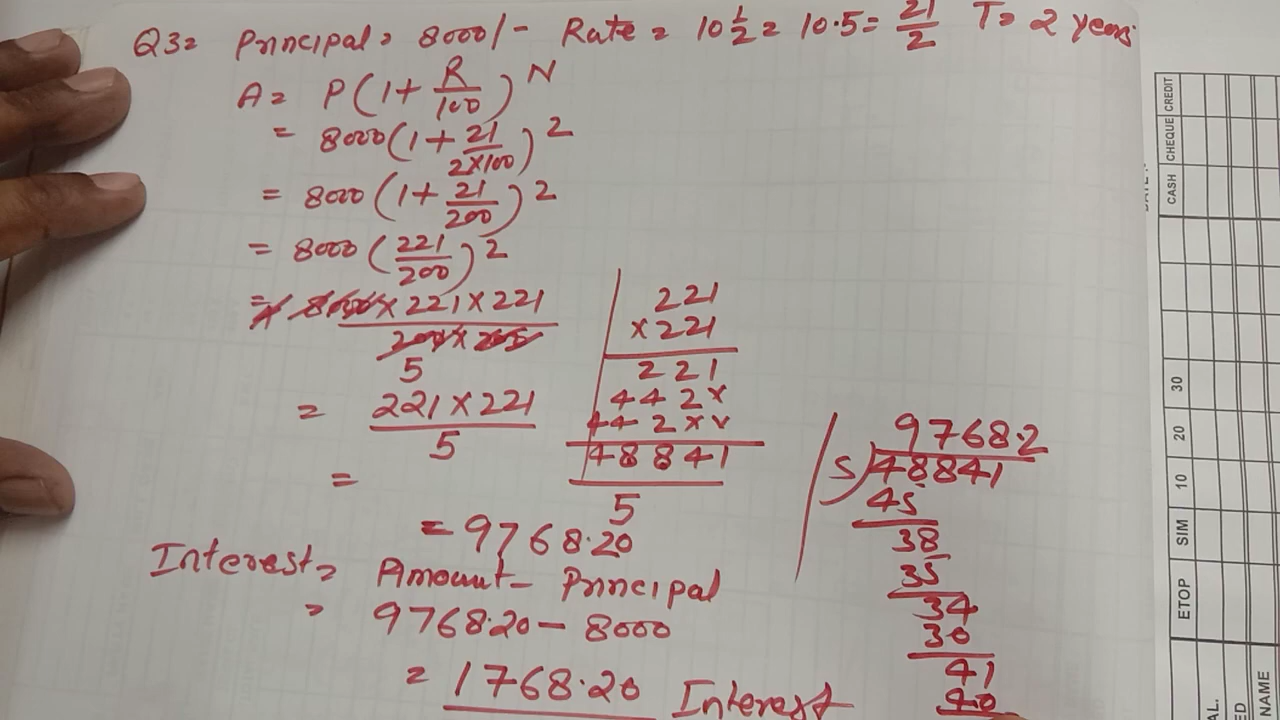 Q3= Principal= 8000/- Rate = 10 1/2 = 10.5 = 21/2 T= 2 years
A= P(1+ R/100)N
= 8000(1+ 21/2×100)2
= 8000(1+ 21/200)2
= 8000(221/200)2
= 8000×221×221
200×200
5
= 221×221
5
=
221
×221
221
442×
442××
48841
5
= 9768.20
9768.2
5)48841
45
38
35
34
30
41
40
Interest= Amount- Principal
= 9768.20-8000
= 1768.20 Interest
CASH CHEQUE CREDIT
ETOP SIM 10 20 30
NAME